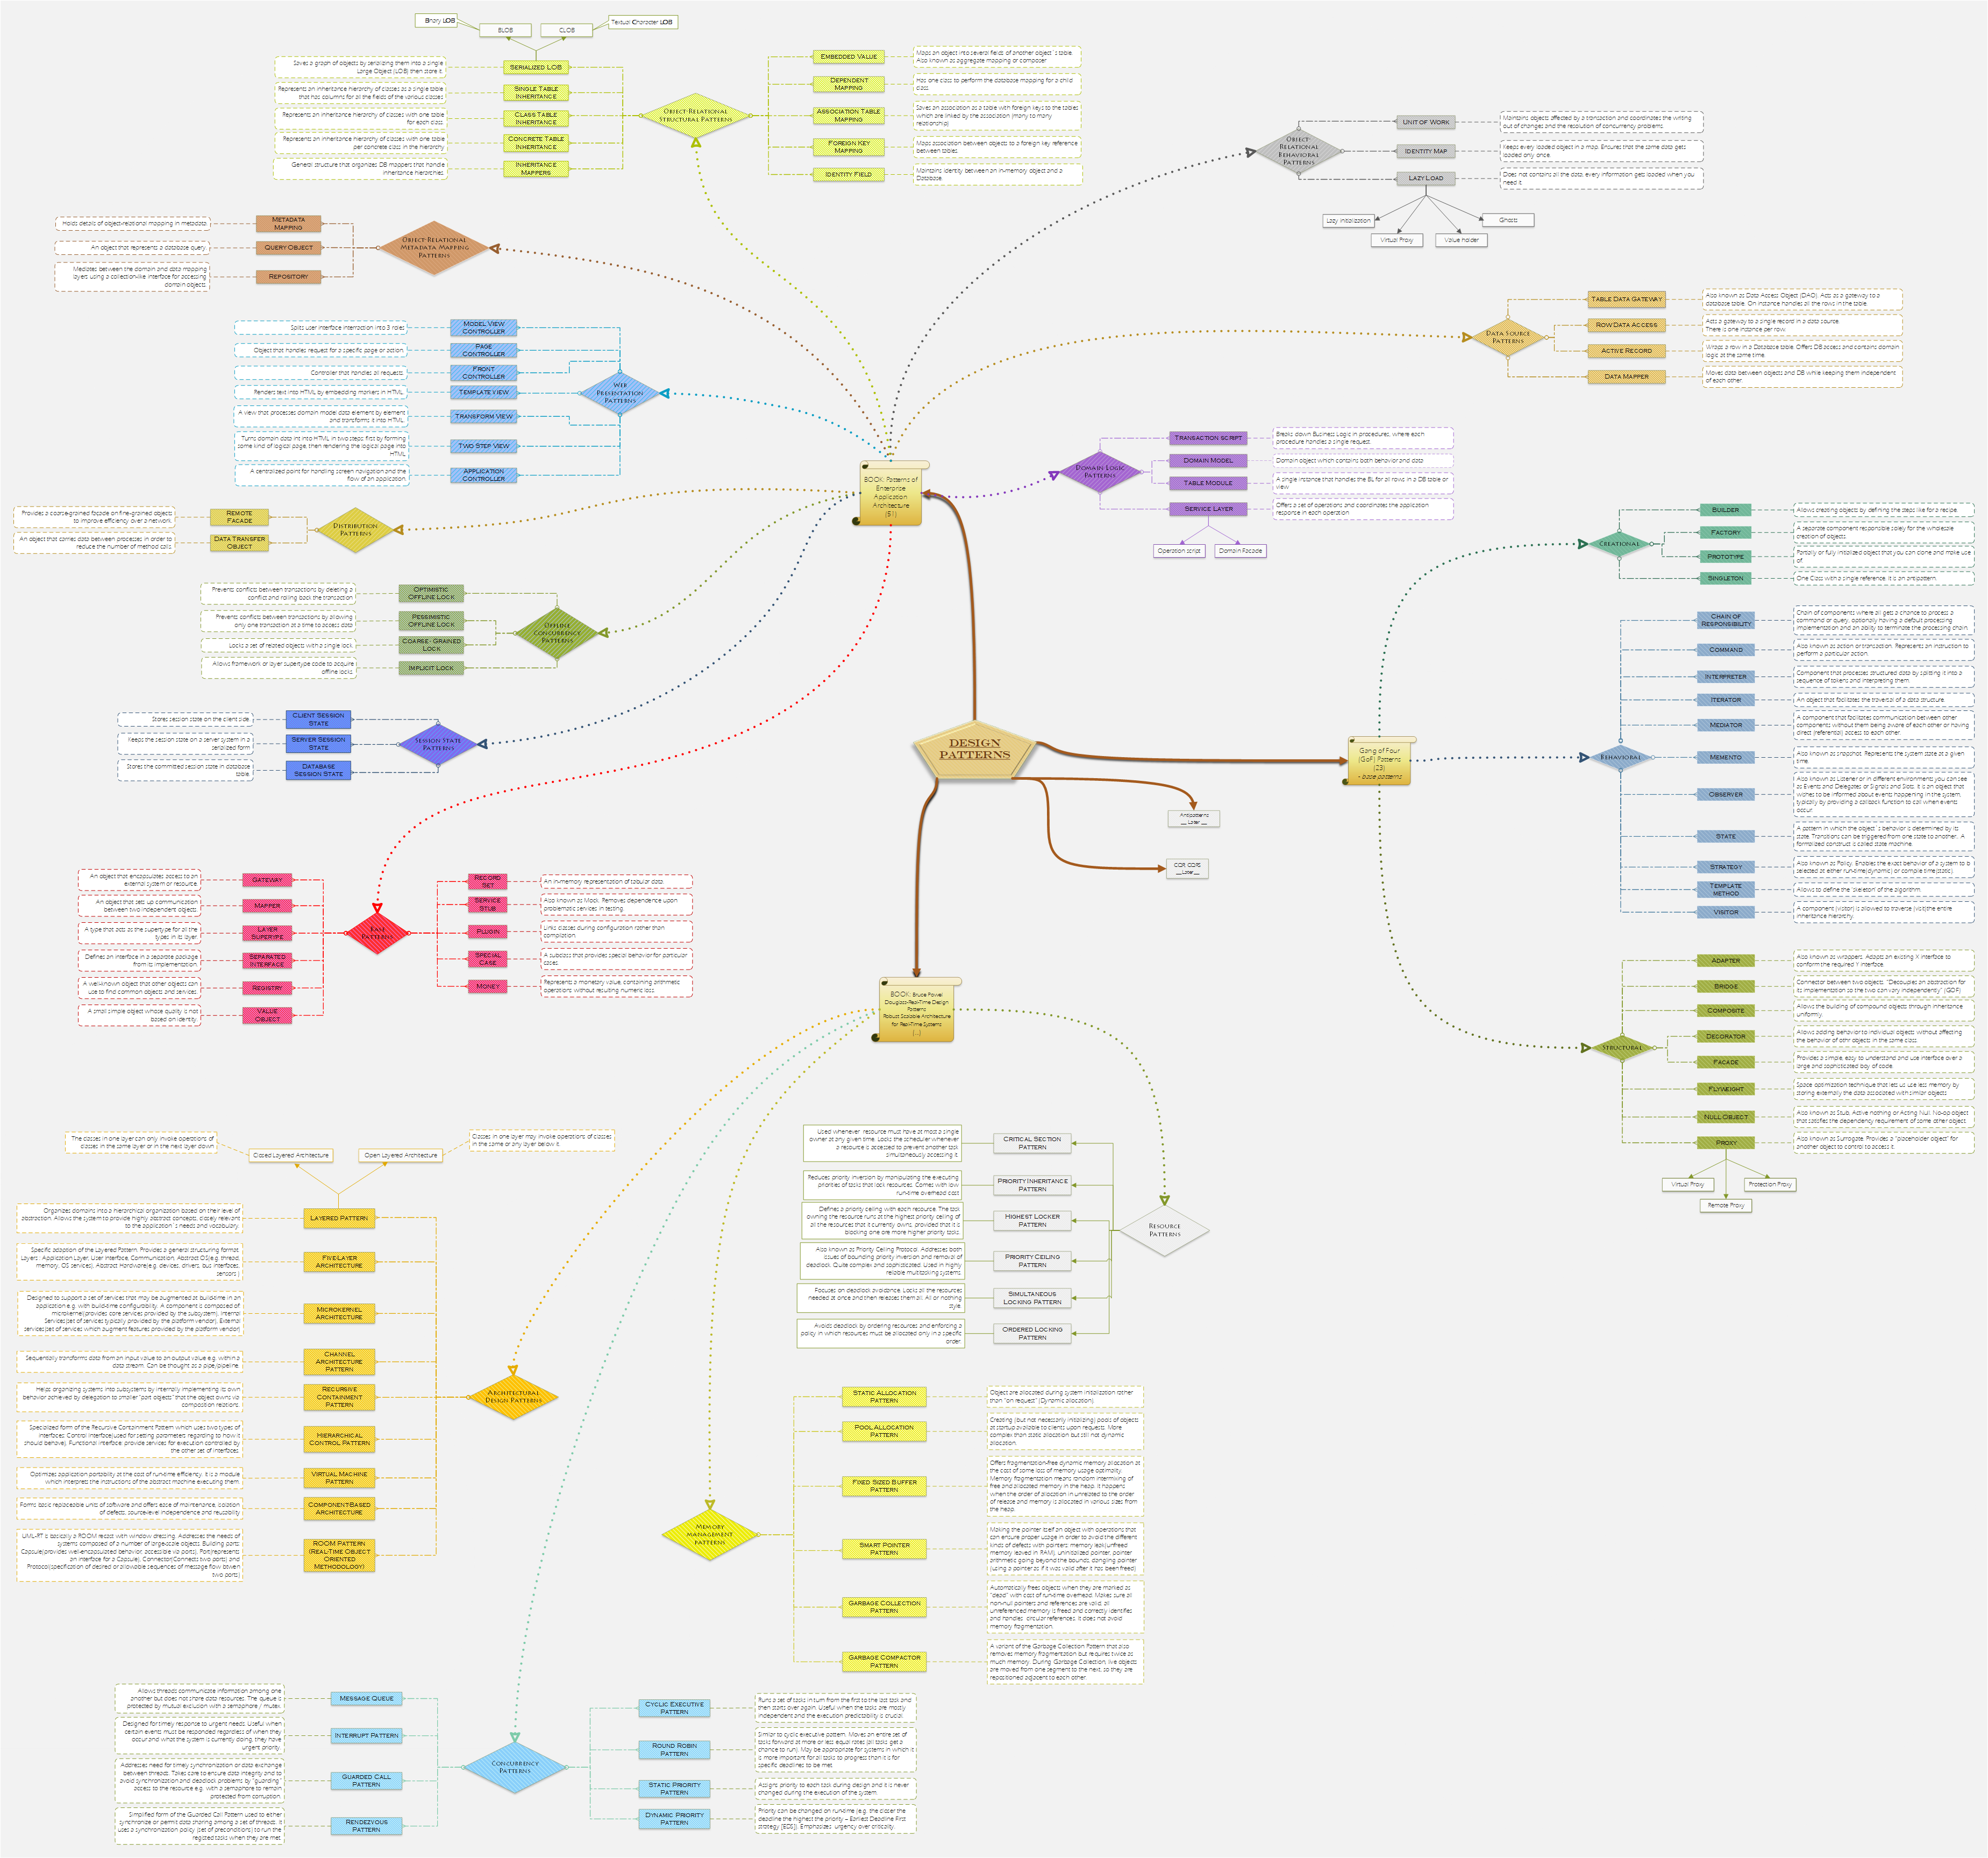 Binary LOB
Textual Character LOB
BLOB
CLOB
Saves a graph of objects by serializing them into a single
Large Object (LOB) then store it.
SERIALIZED LOB
Represents an inheritance hierarchy of classes as a single table
that has columns for all the fields of the various classes
SINGLE TABLE
INHERITANCE
Represents an inheritance hierarchy of classes with one table
for each class.
CLASS TABLE
INHERITANCE
Represents an inheritance hierarchy of classes with one table
per concrete class in the hierarchy
CONCRETE TABLE
INHERITANCE
General structure that organizes DB mappers that handle
inheritance hierarchies.
INHERITANCE
MAPPERS
OBJECT-RELATIONAL
STRUCTURAL PATTERNS
EMBEDDED VALUE
Maps an object into several fields of another object`s table.
Also known as aggregate mapping or composer
DEPENDENT
MAPPING
Has one class to perform the database mapping for a child
class.
ASSOCIATION TABLE
MAPPING
Saves an association as a table with foreign keys to the tables
which are linked by the association (many to many
relationship)
FOREIGN KEY
MAPPING
Maps association between objects to a foreign key reference
between tables.
IDENTITY FIELD
Maintains identity between an in-memory object and a
Database.
OBJECT-
RELATIONAL
BEHAVIORAL
PATTERNS
UNIT OF WORK
Maintains objects affected by a transaction and coordinates the writing
out of changes and the resolution of concurrency problems.
IDENTITY MAP
Keeps every loaded object in a map. Ensures that the same data gets
loaded only once.
LAZY LOAD
Does not contains all the data, every information gets loaded when you
need it.
Lazy initialization
Ghosts
Virtual Proxy
Value holder
Holds details of object-relational mapping in metadata.
METADATA
MAPPING
An object that represents a database query.
QUERY OBJECT
Mediates between the domain and data mapping
layers using a collection-like interface for accessing
domain objects.
REPOSITORY
OBJECT-RELATIONAL
METADATA MAPPING
PATTERNS
DATA SOURCE
PATTERNS
TABLE DATA GATEWAY
Also known as Data Access Object (DAO). Acts as a gateway to a
database table. On instance handles all the rows in the table.
ROW DATA ACCESS
Acts a gateway to a single record in a data source.
There is one instance per row.
ACTIVE RECORD
Wraps a row in a Database table. Offers DB access and contains domain
logic at the same time.
DATA MAPPER
Moves data between objects and DB while keeping them independent
of each other.
Splits user interface interraction into 3 roles
MODEL VIEW
CONTROLLER
Object that handles request for a specific page or action.
PAGE
CONTROLLER
Controller that handles all requests.
FRONT
CONTROLLER
Renders text into HTML by embedding markers in HTML.
TEMPLATE VIEW
A view that processes domain model data element by element
and transforms it into HTML.
TRANSFORM VIEW
Turns domain data int into HTML in two steps: first by forming
some kind of logical page, then rendering the logical page into
HTML
TWO STEP VIEW
A centralized point for handling screen navigation and the
flow of an application.
APPLICATION
CONTROLLER
WEB
PRESENTATION
PATTERNS
BOOK: Patterns of
Enterprise
Application
Architecture
(51)
DOMAIN LOGIC
PATTERNS
TRANSACTION SCRIPT
Breaks down Business Logic in procedures, where each
procedure handles a single request.
DOMAIN MODEL
Domain object which contains both behavior and data
TABLE MODULE
A single instance that handles the BL for all rows in a DB table or
view
SERVICE LAYER
Offers a set of operations and coordinates the application
response in each operation
Operation script
Domain Facade
Provides a coarse-grained facade on fine-grained objects
to improve efficiency over a network.
REMOTE
FACADE
An object that carries data between processes in order to
reduce the number of method calls.
DATA TRANSFER
OBJECT
DISTRIBUTION
PATTERNS
Prevents conflicts between transactions by deleting a
conflict and rolling back the transaction
OPTIMISTIC
OFFLINE LOCK
Prevents conflicts between transactions by allowing
only one transaction at a time to access data
PESSIMISTIC
OFFLINE LOCK
Locks a set of related objects with a single lock.
COARSE- GRAINED
LOCK
Allows framework or layer supertype code to acquire
offline locks.
IMPLICIT LOCK
OFFLINE
CONCURRENCY
PATTERNS
Stores session state on the client side.
CLIENT SESSION
STATE
Keeps the session state on a server system in a
serialized form
SERVER SESSION
STATE
Stores the committed session state in database
table.
DATABASE
SESSION STATE
SESSION STATE
PATTERNS
CREATIONAL
BUILDER
Allows creating objects by defining the steps like for a recipe.
FACTORY
A separate component responsible solely for the wholesale
creation of objects.
PROTOTYPE
Partially or fully initialized object that you can clone and make use
of.
SINGLETON
One Class with a single reference. It is an antipattern.
DESIGN
PATTERNS
Gang of Four
(GoF) Patterns
(23)
- base patterns
BEHAVIORAL
CHAIN OF
RESPONSIBILITY
Chain of components where all gets a chance to process a
command or query, optionally having a default processing
implementation and an ability to terminate the processing chain
COMMAND
Also known as action or transaction. Represents an instruction to
perform a particular action.
INTERPRETER
Component that processes structured data by splitting it into a
sequence of tokens and interpreting them.
ITERATOR
An object that facilitates the traversal of a data structure.
MEDIATOR
A component that facilitates communication between other
components without them being aware of each other or having
direct (referential) access to each other.
MEMENTO
Also known as snapshot. Represents the system state at a given
time.
OBSERVER
Also known as Listener or in different environments you can see
as Events and Delegates or Signals and Slots. It is an object that
wishes to be informed about events happening in the system,
typically by providing a callback function to call when events
occur.
STATE
A pattern in which the object`s behavior is determined by its
state. Transitions can be triggered from one state to another. A
formalized construct is called state machine.
STRATEGY
Also known as Policy. Enables the exact behavior of a system to b
selected at either run-time(dynamic) or compile time(static).
TEMPLATE
METHOD
Allows to define the 'skeleton' of the algorithm.
VISITOR
A component (visitor) is allowed to traverse (visit)the entire
inheritance hierarchy.
Antipatterns
__ Later __
COR CORE
__ Later __
An object that encapsulates access to an
external system or resource.
GATEWAY
An object that sets up communication
between two independent objects.
MAPPER
A type that acts as the supertype for all the
types in its layer.
LAYER
SUPERYPE
Defines an interface in a separate package
from its implementation.
SEPARATED
INTERFACE
A well-known object that other objects can
use to find common objects and services.
REGISTRY
A small simple object whose quality is not
based on identity.
VALUE
OBJECT
BASE
PATTERNS
RECORD
SET
An in-memory representation of tabular data.
SERVICE
STUB
Also known as Mock. Removes dependence upon
problematic services in testing.
PLUGIN
Links classes during configuration rather than
compilation.
SPECIAL
CASE
A subclass that provides special behavior for particular
cases.
MONEY
Represents a monetary value, containing arithmetic
operations without resulting numeric loss.
BOOK: Bruce Powel
Douglass-Real-Time Design
Patterns
Robust Scalable Architecture
for Real-Time Systems
(...)
STRUCTURAL
ADAPTER
Also known as wrappers. Adapts an existing X interface to
conform the required Y interface.
BRIDGE
Connector between two objects. "Decouples an abstraction for
its implementation so the two can vary independently" (GOF)
COMPOSITE
Allows the building of compound objects through inheritance
uniformly.
DECORATOR
Allows adding behavior to individual objects without affecting
the behavior of othr objects in the same class
FACADE
Provides a simple, easy to understand and use interface over a
large and sophisticated boy of code.
FLYWEIGHT
Space optimization technique that lets us use less memory by
storing externally the data associated with similar objects
NULL OBJECT
Also known as Stub, Active nothing or Acting Null. No-op object
that satisfies the dependency requirement of some other object.
PROXY
Also known as Surrogate. Provides a "placeholder object" for
another object to control to access it.
Virtual Proxy
Protection Proxy
Remote Proxy
The classes in one layer can only invoke operations of
classes in the same layer or in the next layer down
Classes in one layer may invoke operations of classes
in the same or any layer below it.
Closed Layered Architecture
Open Layered Architecture
Organizes domains into a hierarchical organization based on their level of
abstraction. Allows the system to provide highly abstract concepts, closely relevant
to the application`s needs and vocabulary.
LAYERED PATTERN
Specific adaption of the Layered Pattern. Provides a general structuring format.
Layers : Application Layer, User Interface, Communication, Abstract OS(e.g. thread,
memory, OS services), Abstract Hardware(e.g. devices, drivers, bus interfaces,
sensors )
FIVE-LAYER
ARCHITECTURE
Designed to support a set of services that may be augmented at build-time in an
application e.g. with build-time configurability. A component is composed of
microkernel(provides core services provided by the subsystem), Internal
Services(set of services typically provided by the platform vendor), External
services(set of services which augment features provided by the platform vendor)
MICROKERNEL
ARCHITECTURE
Sequentially transforms data from an input value to an output value e.g. within a
data stream. Can be thought as a pipe/pipeline.
CHANNEL
ARCHITECTURE
PATTERN
Helps organizing systems into subsystems by internally implementing its own
behavior achieved by delegation to smaller "part objects" that the object owns via
composition relations.
RECURSIVE
CONTAINMENT
PATTERN
Specialized form of the Recursive Containment Pattern which uses two types of
interfaces: Control interface(used for setting parameters regarding to how it
should behave), Functional interface: provide services for execution controlled by
the other set of interfaces.
HIERARCHICAL
CONTROL PATTERN
Optimizes application portability at the cost of run-time efficiency. It is a module
which interprets the instructions of the abstract machine executing them.
VIRTUAL MACHINE
PATTERN
Forms basic replaceable units of software and offers ease of maintenance, isolation
of defects, source-level independence and reusability
COMPONENT-BASED
ARCHITECTURE
UML-RT is basically a ROOM recast with window dressing. Addresses the needs of
systems composed of a number of large-scale objects. Building parts:
Capsule(provides well-encapsulated behavior accessible via ports), Port(represents
an interface for a Capsule), Connector(Connects two ports) and
Protocol(specification of desired or allowable sequences of message flow btwen
two ports)
ROOM PATTERN
(REAL-TIME OBJECT
ORIENTED
METHODOLOGY)
ARCHITECTURAL
DESIGN PATTERNS
Used whenever resource must have at most a single
owner at any given time. Locks the scheduler whenever
a resource is accessed to prevent another task
simultaneously accessing it.
CRITICAL SECTION
PATTERN
Reduces priority inversion by manipulating the executing
priorities of tasks that lock resources. Comes with low
run-time overhead cost
PRIORITY INHERITANCE
PATTERN
Defines a priority ceiling with each resource. The task
owning the resource runs at the highest priority ceiling of
all the resources that it currently owns, provided that it is
blocking one are more higher priority tasks.
HIGHEST LOCKER
PATTERN
Also known as Priority Ceiling Protocol. Addresses both
issues of bounding priority inversion and removal of
deadlock. Quite complex and sophisticated. Used in highly
reliable multitacking systems.
PRIORITY CEILING
PATTERN
Focuses on deadlock avoidance. Locks all the resources
needed at once and then releases them all. All or nothing
style.
SIMULTANEOUS
LOCKING PATTERN
Avoids deadlock by ordering resources and enforcing a
policy in which resources must be allocated only in a specific
order.
ORDERED LOCKING
PATTERN
RESOURCE
PATTERNS
MEMORY
MANAGEMENT
PATTERNS
STATIC ALLOCATION
PATTERN
Object are allocated during system initialization rather
than "on request" (Dynamic allocation).
POOL ALLOCATION
PATTERN
Creating (but not necessarily initializing) pools of objects
at startup available to clients upon requests. More
complex than static allocation but still not dynamic
allocation.
FIXED SIZED BUFFER
PATTERN
Offers fragmentation-free dynamic memory allocation at
the cost of some loss of memory usage optimality.
Memory fragmentation means random intermixing of
free and allocated memory in the heap. It happens
when the order of allocation in unrelated to the order
of release and memory is allocated in various sizes from
the heap.
SMART POINTER
PATTERN
Making the pointer itself an object with operations that
can ensure proper usage in order to avoid the different
kinds of defects with pointers: memory leak(unfreed
memory leaved in RAM), uninitialized pointer, pointer
arithmetic going beyond the bounds, dangling pointer
(using a pointer as if it was valid after it has been freed)
GARBAGE COLLECTION
PATTERN
Automatically frees objects when they are marked as
"dead" with cost of run-time overhead. Makes sure all
non-null pointers and references are valid, all
unreferenced memory is freed and correctly identifies
and handles circular references. It does not avoid
memory fragmentation.
GARBAGE COMPACTOR
PATTERN
A variant of the Garbage Collection Pattern that also
removes memory fragmentation but requires twice as
much memory. During Garbage Collection, live objects
are moved from one segment to the next, so they are
repositioned adjacent to each other.
Allows threads communicate information among one
another but does not share data resources. The queue is
protected by mutual exclusion with a semaphore / mutex.
MESSAGE QUEUE
Designed for timely response to urgent needs. Useful when
certain events must be responded regardless of when they
occur and what the system is currently doing, they have
urgent priority.
INTERRUPT PATTERN
Addresses need for timely synchronization or data exchange
between threads. Takes care to ensure data integrity and to
avoid synchronization and deadlock problems by "guarding"
access to the resource e.g. with a semaphore to remain
protected from corruption.
GUARDED CALL
PATTERN
Simplified form of the Guarded Call Pattern used to either
synchronize or permit data sharing among a set of threads. It
uses a synchronization policy (set of preconditions) to run the
registed tasks when they are met.
RENDEZVOUS
PATTERN
CONCURRENCY
PATTERNS
CYCLIC EXECUTIVE
PATTERN
Runs a set of tasks in turn from the first to the last task and
then starts over again. Useful when the tasks are mostly
independent and the execution predictability is crucial.
ROUND ROBIN
PATTERN
Similar to cyclic executive pattern. Moves an entire set of
tasks forward at more or less equal rates (all tasks get a
chance to run). May be appropriate for systems in which it
is more important for all tasks to progress than it is for
specific deadlines to be met.
STATIC PRIORITY
PATTERN
Assigns priority to each task during design and it is never
changed during the execution of the system.
DYNAMIC PRIORITY
PATTERN
Priority can be changed on run-time (e.g. the closer the
deadline the highest the priority – Earliest Deadline First
strategy [EDS]). Emphasizes urgency over criticality.